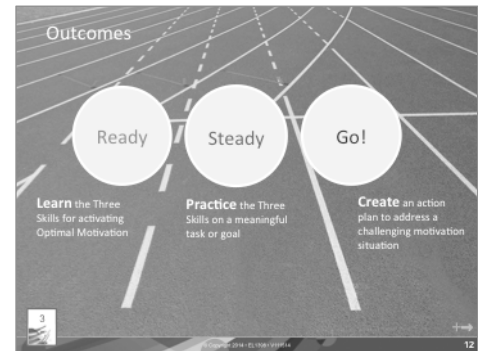 Outcomes
Ready
Steady
Go!
Learn the Three
Skills for activating
Optimal Motivation
Practice the Three
Skills on a meaningful
task or goal
Create an action
plan to address a
challenging motivation
situation
3
12